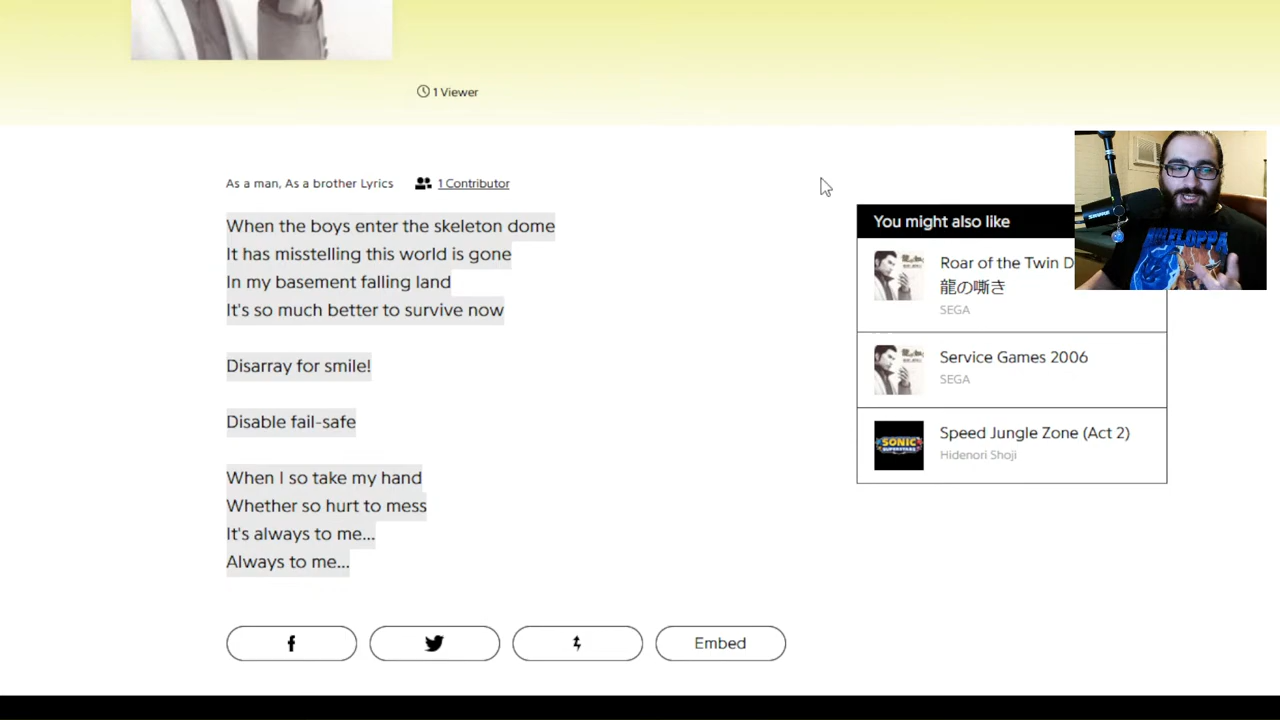 1 Viewer
As a man, As a brother Lyrics
1 Contributor
When the boys enter the skeleton dome
It has misstelling this world is gone
In my basement falling land
It's so much better to survive now
Disarray for smile!
Disable fail-safe
When I so take my hand
Whether so hurt to mess
It's always to me...
Always to me...
Embed
You might also like
Roar of the Twin D
龍の嘶き
SEGA
Service Games 2006
SEGA
SONIC
SUPERSTARS
Speed Jungle Zone (Act 2)
Hidenori Shoji
SHURE